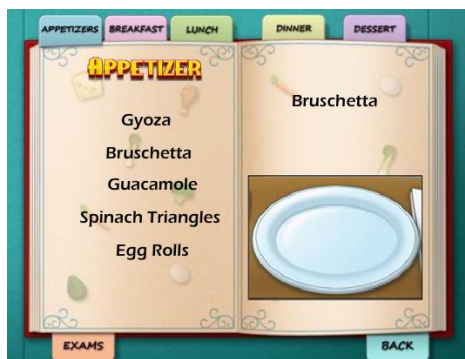 APPETIZERS
BREAKFAST
LUNCH
DINNER
DESSERT
APPETIZER
Gyoza
Bruschetta
Guacamole
Spinach Triangles
Egg Rolls
Bruschetta
EXAMS
BACK